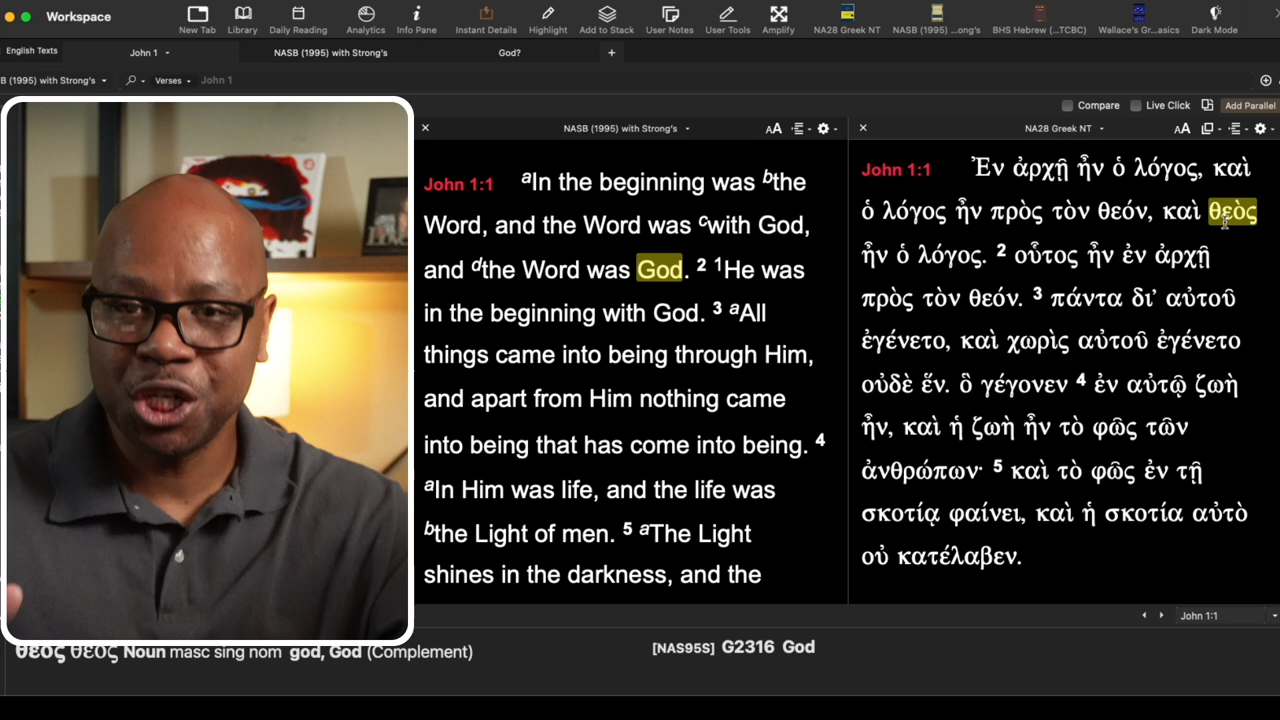 Workspace
New Tab
Library
Daily Reading
Analytics
Info Pane
Instant Details
Highlight
Add to Stack
User Notes
User Tools
Amplify
NA28 Greek NT
NASB (1995) …ong's
BHS Hebrew (…TCBC)
Wallace's Gr…asics
Dark Mode
English Texts
John 1
NASB (1995) with Strong's
God?
+
B (1995) with Strong's
Verses
John 1
Compare
Live Click
Add Parallel
NASB (1995) with Strong's
AA
John 1:1 aIn the beginning was bthe
Word, and the Word was cwith God,
and dthe Word was God. 2 1He was
in the beginning with God. 3 aAll
things came into being through Him,
and apart from Him nothing came
into being that has come into being. 4
aIn Him was life, and the life was
bthe Light of men. 5 aThe Light
shines in the darkness, and the
NA28 Greek NT
AA
John 1:1 Ἐν ἀρχῇ ἦν ὁ λόγος, καὶ
ὁ λόγος ἦν πρὸς τὸν θεόν, καὶ θεὸς
ἦν ὁ λόγος. 2 οὗτος ἦν ἐν ἀρχῇ
πρὸς τὸν θεόν. 3 πάντα δι’ αὐτοῦ
ἐγένετο, καὶ χωρὶς αὐτοῦ ἐγένετο
οὐδὲ ἕν. ὃ γέγονεν 4 ἐν αὐτῷ ζωὴ
ἦν, καὶ ἡ ζωὴ ἦν τὸ φῶς τῶν
ἀνθρώπων· 5 καὶ τὸ φῶς ἐν τῇ
σκοτίᾳ φαίνει, καὶ ἡ σκοτία αὐτὸ
οὐ κατέλαβεν.
John 1:1
θεὸς θεός Noun masc sing nom god, God (Complement)
[NAS95S] G2316 God